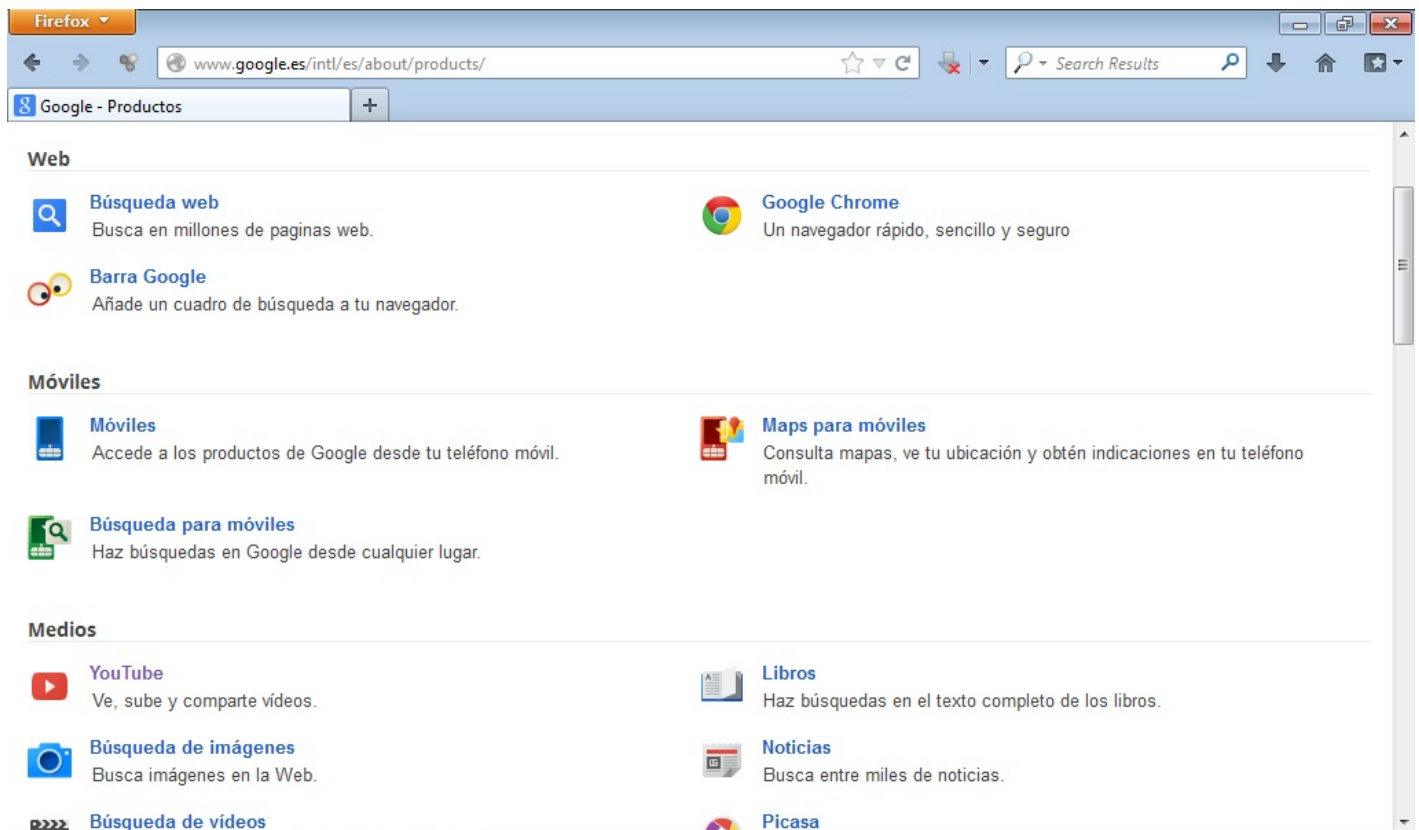 Firefox
www.google.es/intl/es/about/products/
Search Results
Google - Productos
Web
Búsqueda web
Busca en millones de paginas web.
Google Chrome
Un navegador rápido, sencillo y seguro
Barra Google
Añade un cuadro de búsqueda a tu navegador.
Móviles
Móviles
Accede a los productos de Google desde tu teléfono móvil.
Maps para móviles
Consulta mapas, ve tu ubicación y obtén indicaciones en tu teléfono
móvil.
Búsqueda para móviles
Haz búsquedas en Google desde cualquier lugar.
Medios
YouTube
Ve, sube y comparte vídeos.
Libros
Haz búsquedas en el texto completo de los libros.
Búsqueda de imágenes
Busca imágenes en la Web.
Noticias
Busca entre miles de noticias.
Búsqueda de vídeos
Picasa